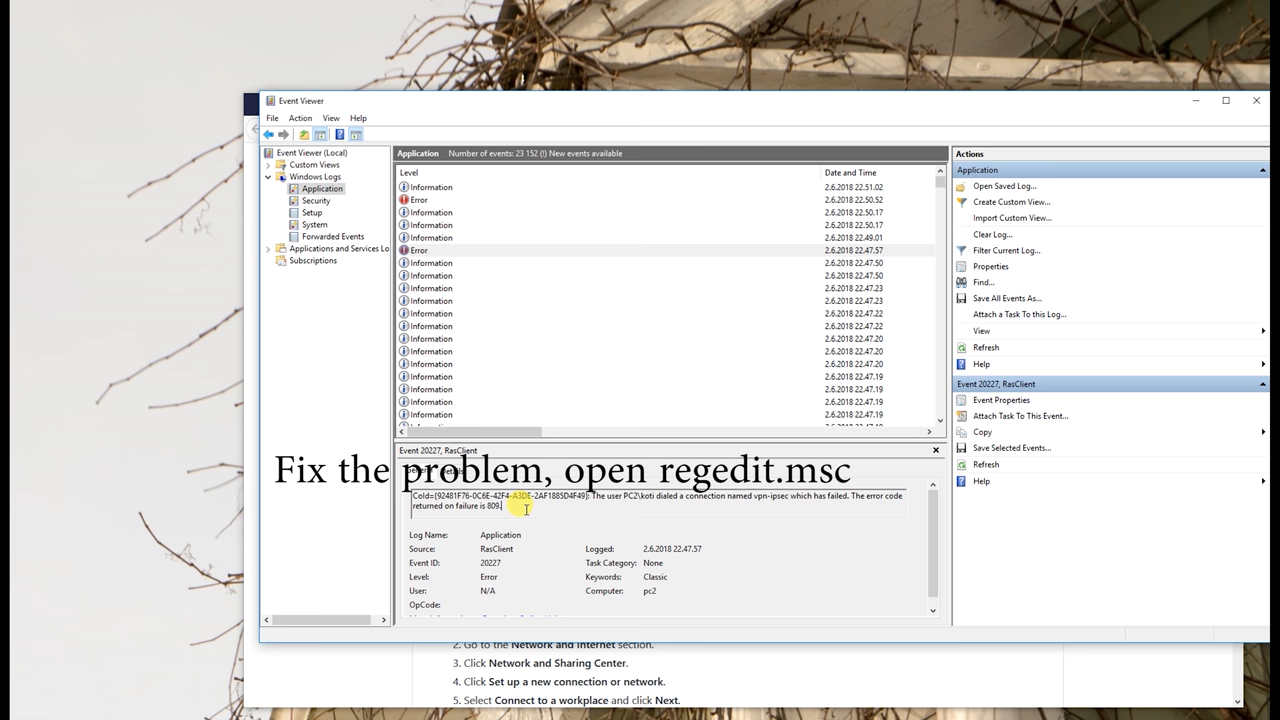 Event Viewer
File Action View Help
Event Viewer (Local)
Custom Views
Windows Logs
Application
Security
Setup
System
Forwarded Events
Applications and Services Lo
Subscriptions
Application Number of events: 23 152 (!) New events available
Level Date and Time
Information 2.6.2018 22.51.02
Error 2.6.2018 22.50.52
Information 2.6.2018 22.50.17
Information 2.6.2018 22.50.17
Information 2.6.2018 22.49.01
Error 2.6.2018 22.47.57
Information 2.6.2018 22.47.50
Information 2.6.2018 22.47.50
Information 2.6.2018 22.47.23
Information 2.6.2018 22.47.23
Information 2.6.2018 22.47.22
Information 2.6.2018 22.47.22
Information 2.6.2018 22.47.20
Information 2.6.2018 22.47.20
Information 2.6.2018 22.47.20
Information 2.6.2018 22.47.19
Information 2.6.2018 22.47.19
Information 2.6.2018 22.47.19
Information 2.6.2018 22.47.19
Event 20227, RasClient
Fix the problem, open regedit.msc
CoId={92481F76-0C6E-42F4-A3DE-2AF1885D4F49}: The user PC2\koti dialed a connection named vpn-ipsec which has failed. The error code
returned on failure is 809.
Log Name: Application
Source: RasClient Logged: 2.6.2018 22.47.57
Event ID: 20227 Task Category: None
Level: Error Keywords: Classic
User: N/A Computer: pc2
OpCode:
Actions
Application
Open Saved Log...
Create Custom View...
Import Custom View...
Clear Log...
Filter Current Log...
Properties
Find...
Save All Events As...
Attach a Task To this Log...
View
Refresh
Help
Event 20227, RasClient
Event Properties
Attach Task To This Event...
Copy
Save Selected Events...
Refresh
Help
2. Go to the Network and Internet section.
3. Click Network and Sharing Center.
4. Click Set up a new connection or network.
5. Select Connect to a workplace and click Next.